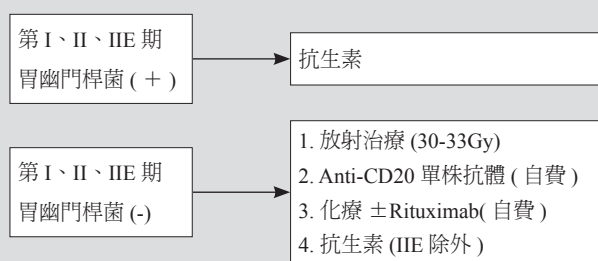 第 I、II、IIE 期
胃幽門桿菌 ( + )
抗生素
第 I、II、IIE 期
胃幽門桿菌 (-)
1. 放射治療 (30-33Gy)
2. Anti-CD20 單株抗體 ( 自費 )
3. 化療 ±Rituximab( 自費 )
4. 抗生素 (IIE 除外 )